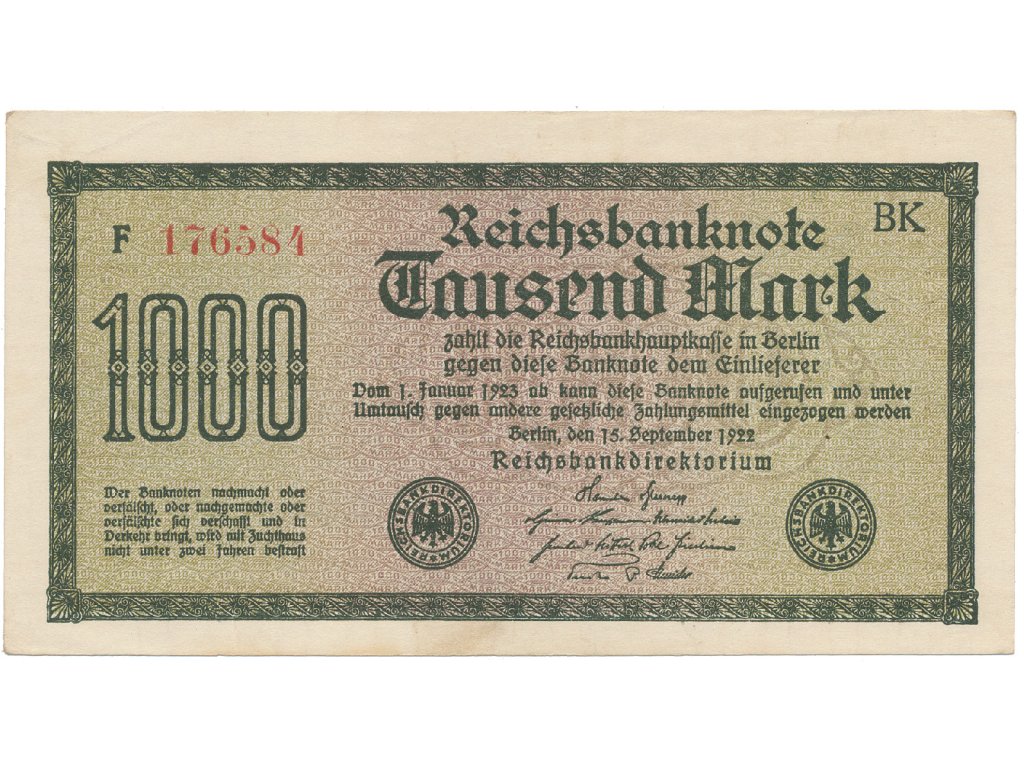 Reichsbanknote
BK
F 176584
Tausend Mark
1000
zahlt die Reichsbankhauptkasse in Berlin
gegen diese Banknote dem Einlieferer
Vom 1. Januar 1923 ab kann diese Banknote aufgerufen und unter
Umtausch gegen andere gesetzliche Zahlungsmittel eingezogen werden
Berlin, den 15. September 1922
Reichsbankdirektorium
Wer Banknoten nachmacht oder
verfälscht, oder nachgemachte oder
verfälschte sich verschafft und in
Verkehr bringt, wird mit Zuchthaus
nicht unter zwei Jahren bestraft
REICHSBANKDIREKTORIUM
REICHSBANKDIREKTORIUM